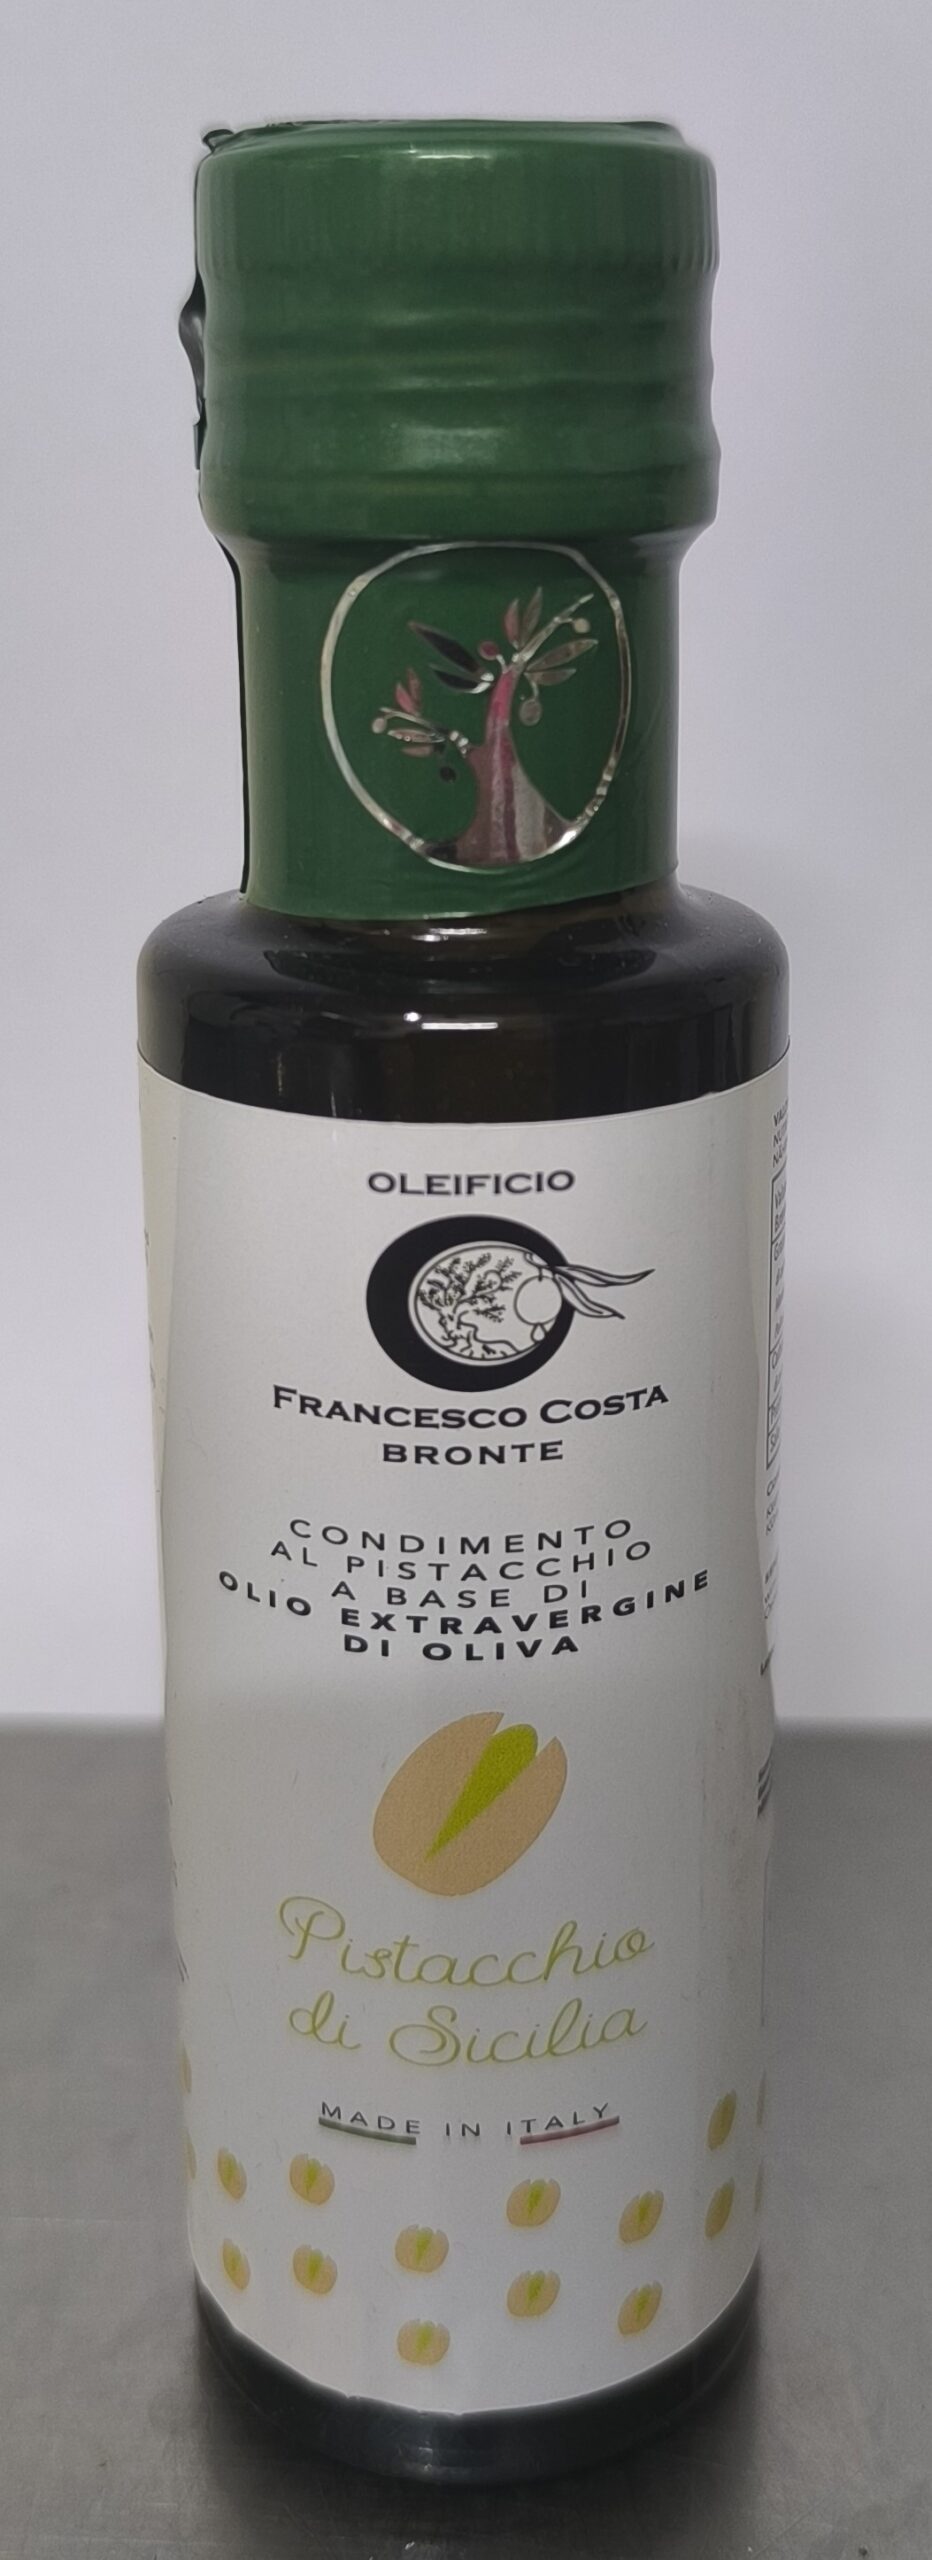 OLEIFICIO
FRANCESCO COSTA
BRONTE
CONDIMENTO
AL PISTACCHIO
A BASE DI
OLIO EXTRAVERGINE
DI OLIVA
Pistacchio
di Sicilia
MADE IN ITALY